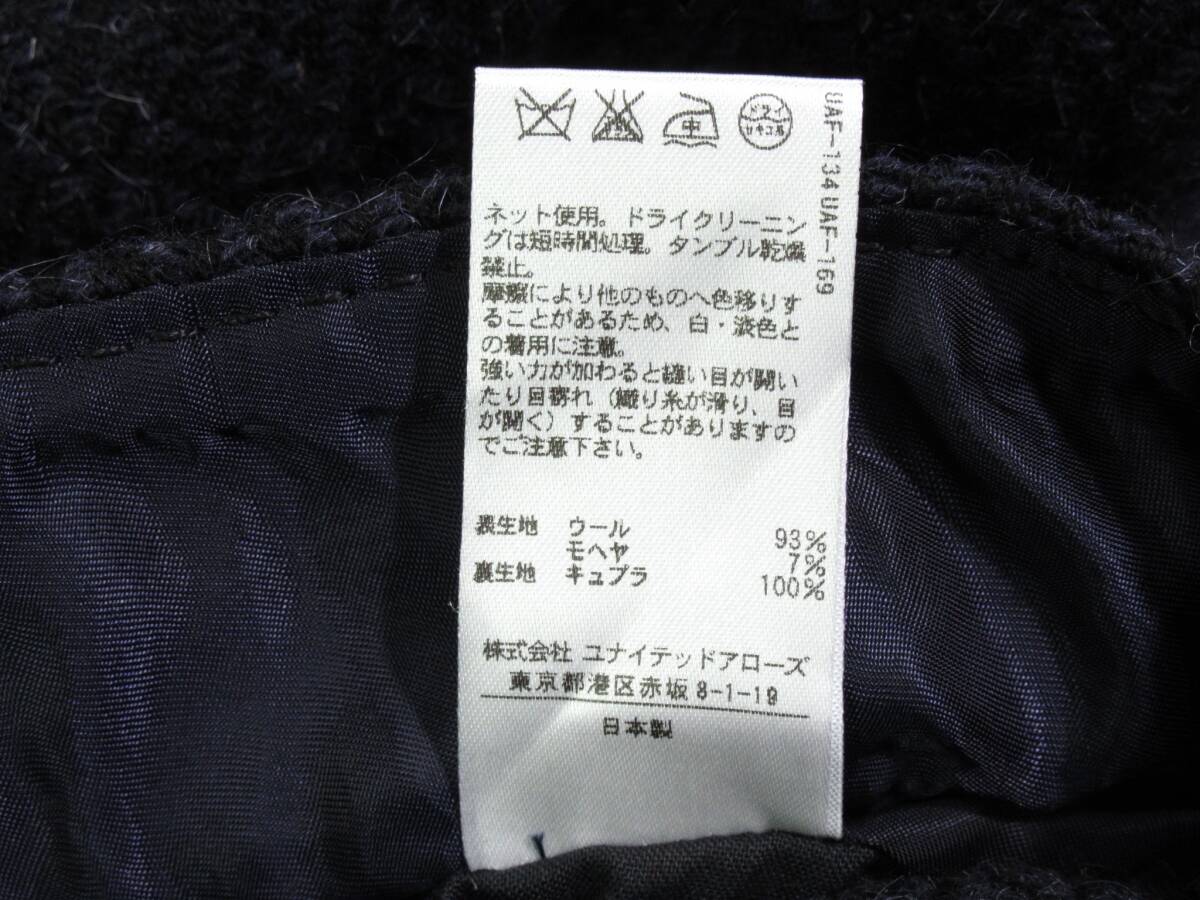 中
ドライ
セキユ系
UAF-134 UAF-169
ネット使用。ドライクリーニン
グは短時間処理。タンブル乾燥
禁止。
摩擦により他のものへ色移りす
ることがあるため、白・淡色と
の着用に注意。
強い力が加わると縫い目が開い
たり目寄れ（織り糸が滑り、目
が開く）することがありますの
でご注意下さい。
表生地 ウール 93%
モヘヤ 7%
裏生地 キュプラ 100%
株式会社 ユナイテッドアローズ
東京都港区赤坂8-1-19
日本製